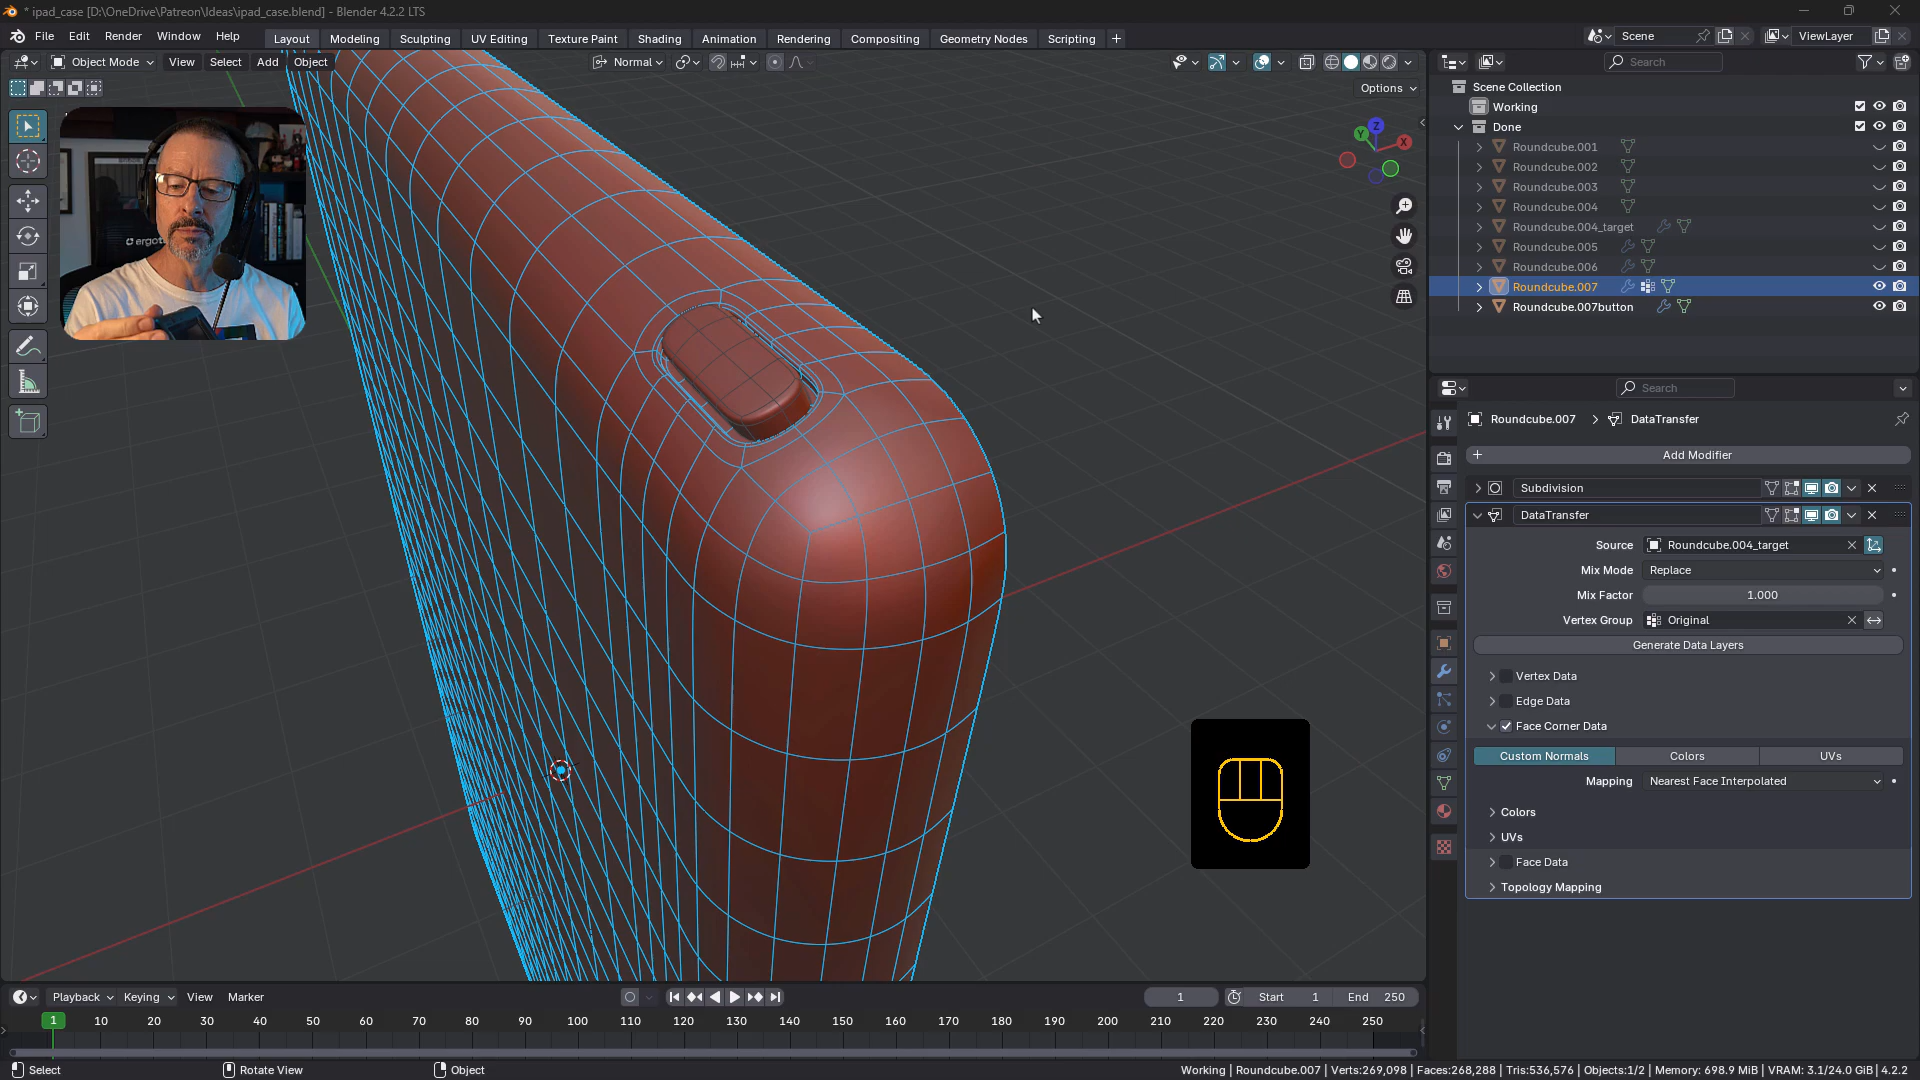 * ipad_case [D:\OneDrive\Patreon\Ideas\ipad_case.blend] - Blender 4.2.2 LTS
File Edit Render Window Help
Layout Modeling Sculpting UV Editing Texture Paint Shading Animation Rendering Compositing Geometry Nodes Scripting +
Scene ViewLayer
Object Mode View Select Add Object
Normal
Options
Search
Scene Collection
Working
Done
Roundcube.001
Roundcube.002
Roundcube.003
Roundcube.004
Roundcube.004_target
Roundcube.005
Roundcube.006
Roundcube.007
Roundcube.007button
Z
Y
X
ergot
Search
Roundcube.007 DataTransfer
Add Modifier
Subdivision
DataTransfer
Source Roundcube.004_target
Mix Mode Replace
Mix Factor 1.000
Vertex Group Original
Generate Data Layers
Vertex Data
Edge Data
Face Corner Data
Custom Normals Colors UVs
Mapping Nearest Face Interpolated
Colors
UVs
Face Data
Topology Mapping
Playback Keying View Marker
1 Start 1 End 250
1 10 20 30 40 50 60 70 80 90 100 110 120 130 140 150 160 170 180 190 200 210 220 230 240 250
Select Rotate View Object
Working | Roundcube.007 | Verts:269,098 | Faces:268,288 | Tris:536,576 | Objects:1/2 | Memory: 698.9 MiB | VRAM: 3.1/24.0 GiB | 4.2.2